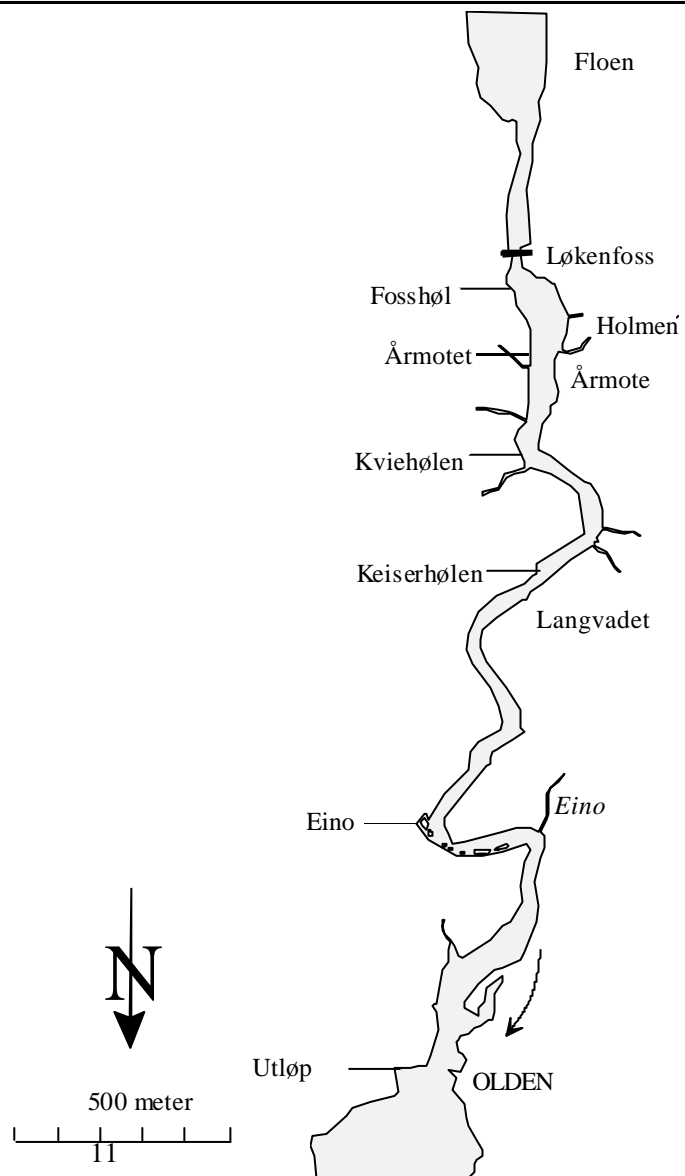 Floen
Løkenfoss
Fosshøl
Holmen
Årmotet
Årmote
Kviehølen
Keiserhølen
Langvadet
Eino
Eino
N
Utløp
OLDEN
500 meter
11